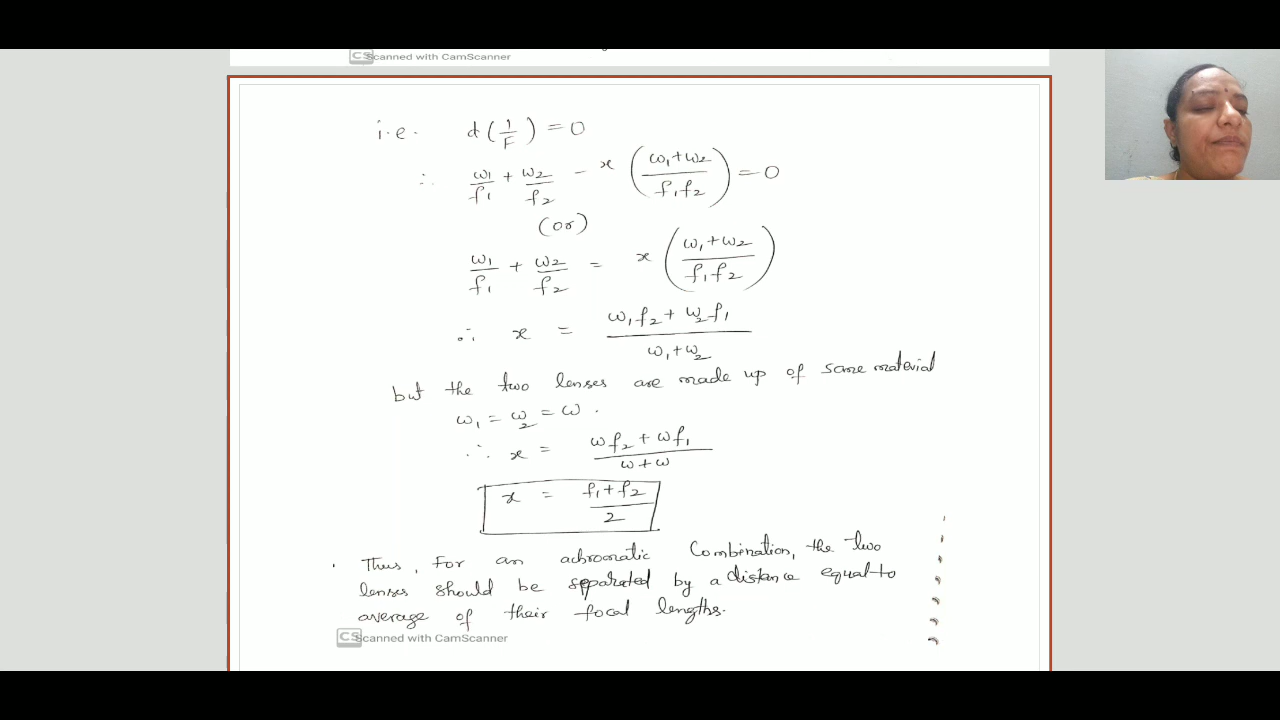 CS Scanned with CamScanner
i.e. d(1/F) = 0
∴ ω₁/f₁ + ω₂/f₂ - x((ω₁+ω₂)/(f₁f₂)) = 0
(or)
ω₁/f₁ + ω₂/f₂ = x((ω₁+ω₂)/(f₁f₂))
∴ x = (ω₁f₂ + ω₂f₁)/(ω₁+ω₂)
but the two lenses are made up of same material
ω₁ = ω₂ = ω.
∴ x = (ωf₂ + ωf₁)/(ω+ω)
x = (f₁+f₂)/2
Thus, For an achromatic Combination, the two
lenses should be separated by a distance equal to
average of their focal lengths.
CS Scanned with CamScanner